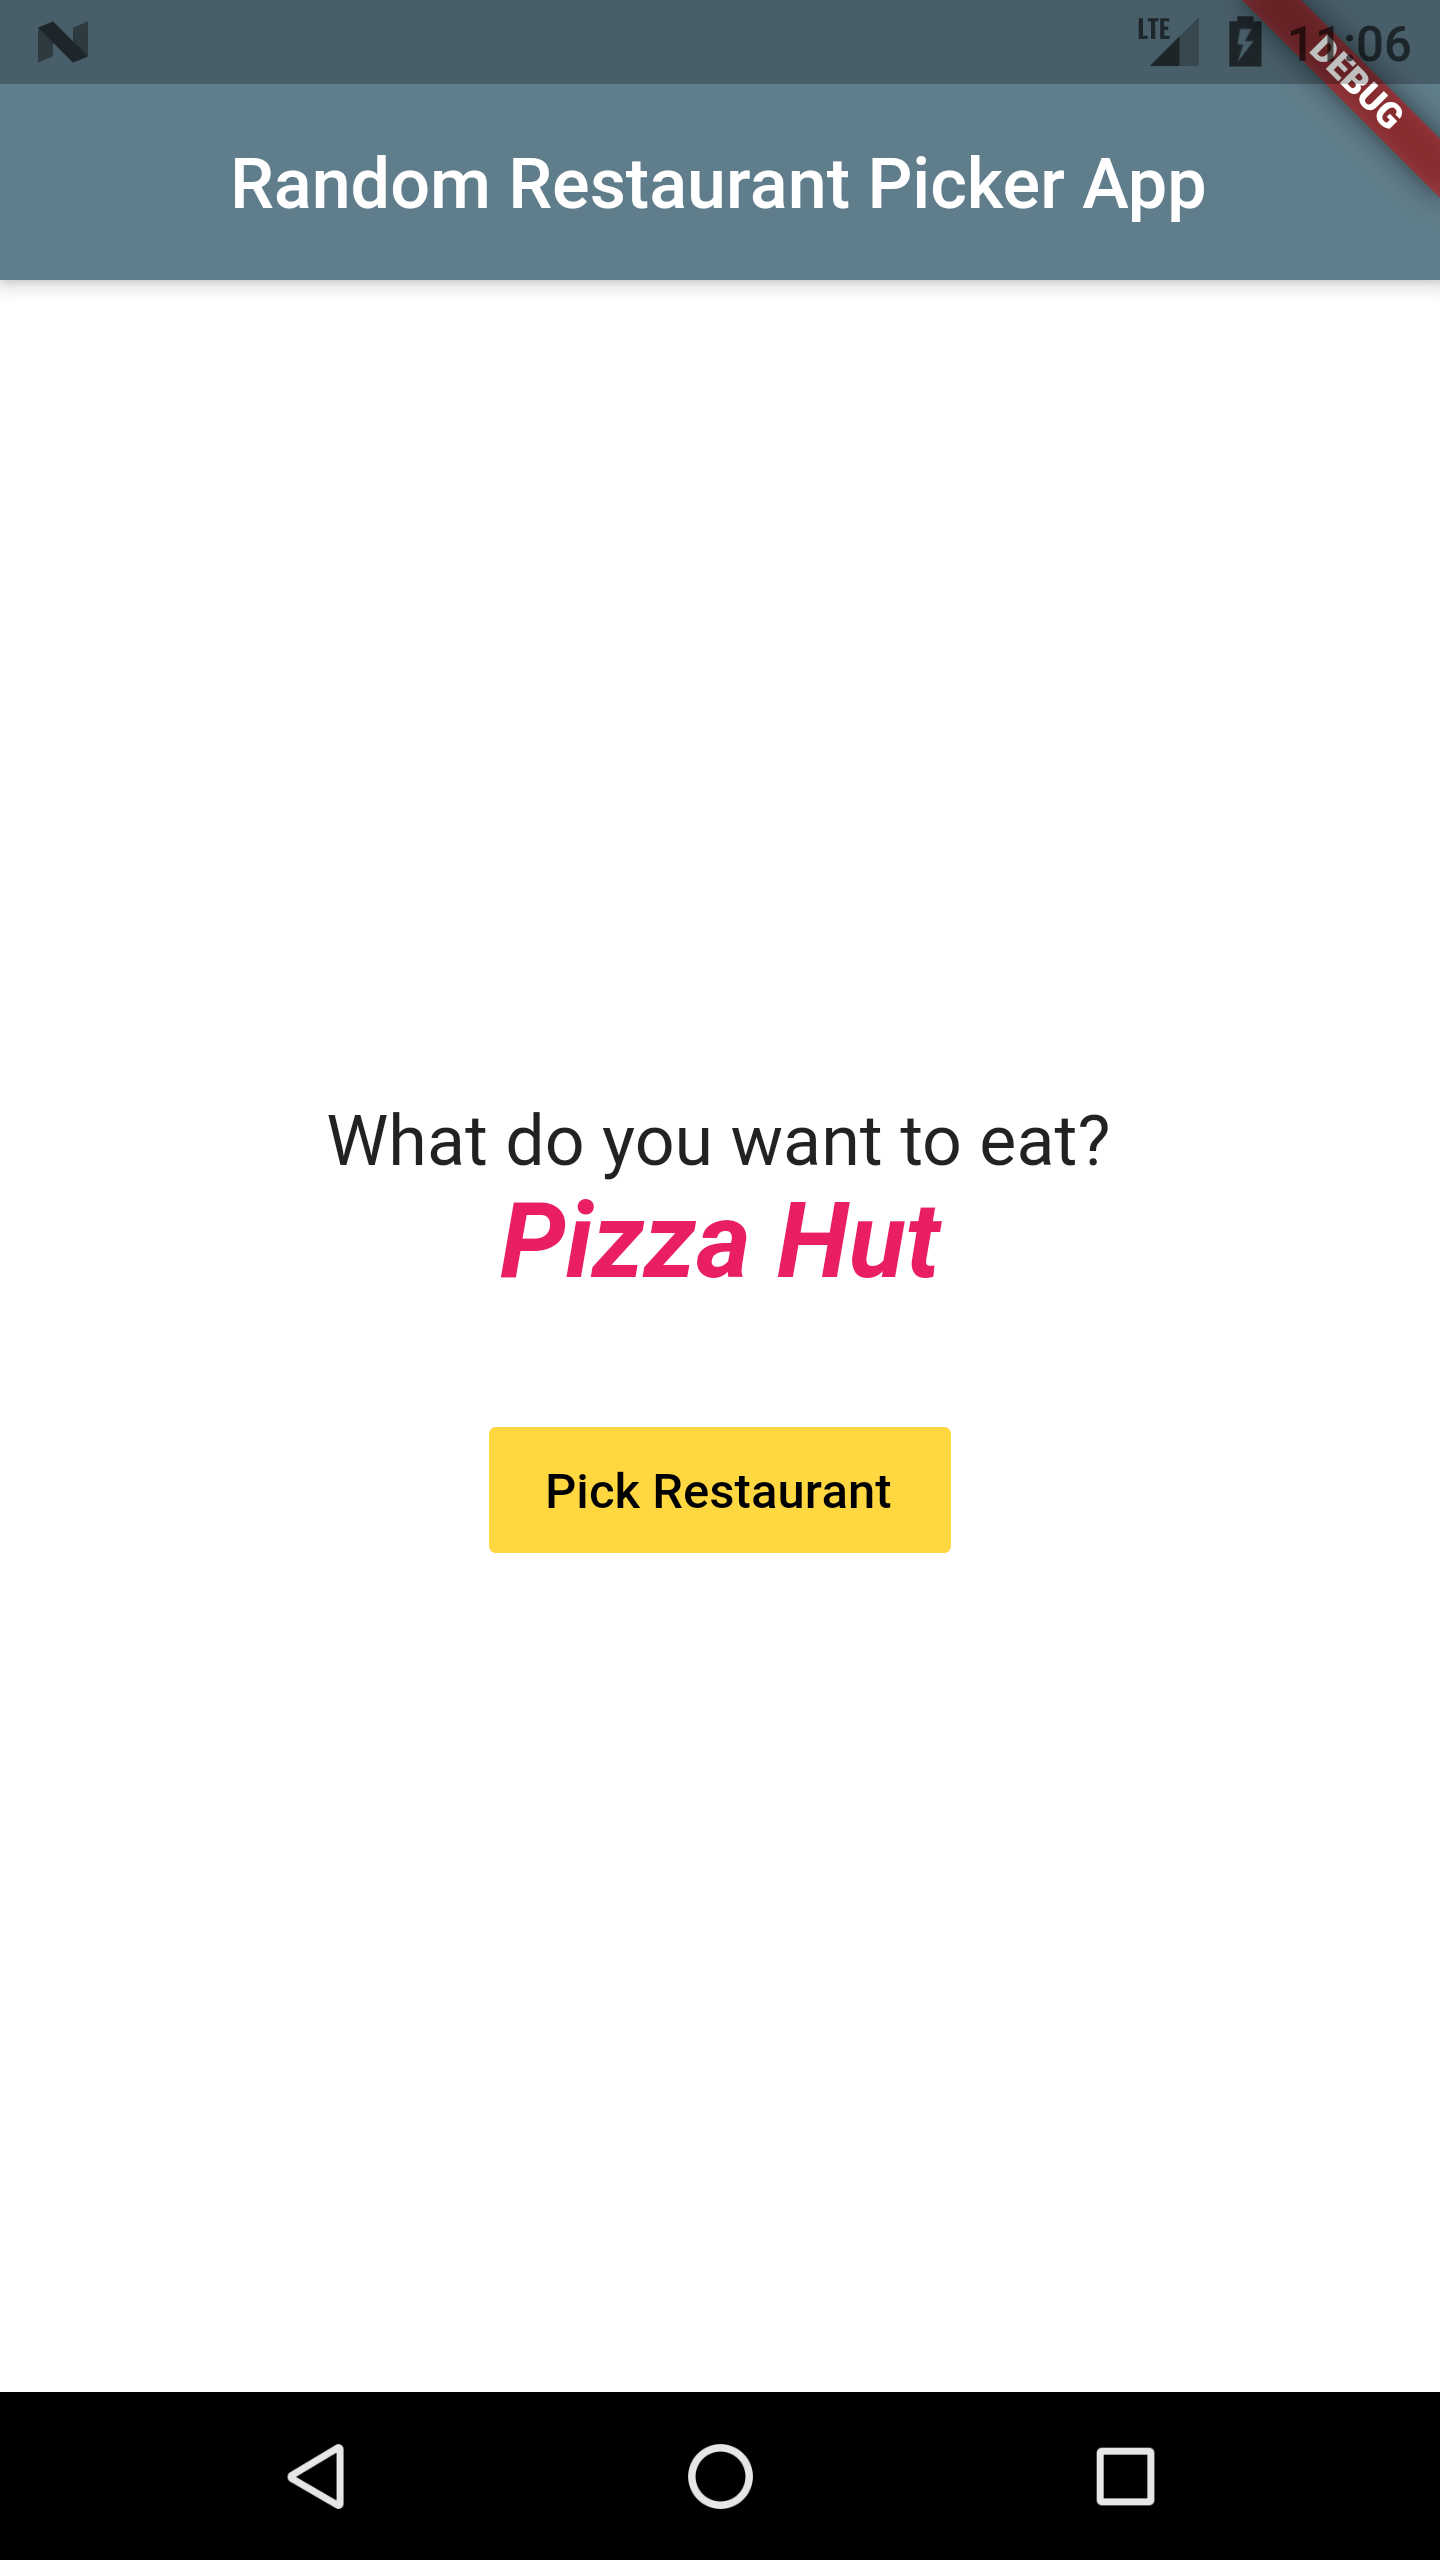 LTE 11:06
DEBUG
Random Restaurant Picker App
What do you want to eat?
Pizza Hut
Pick Restaurant